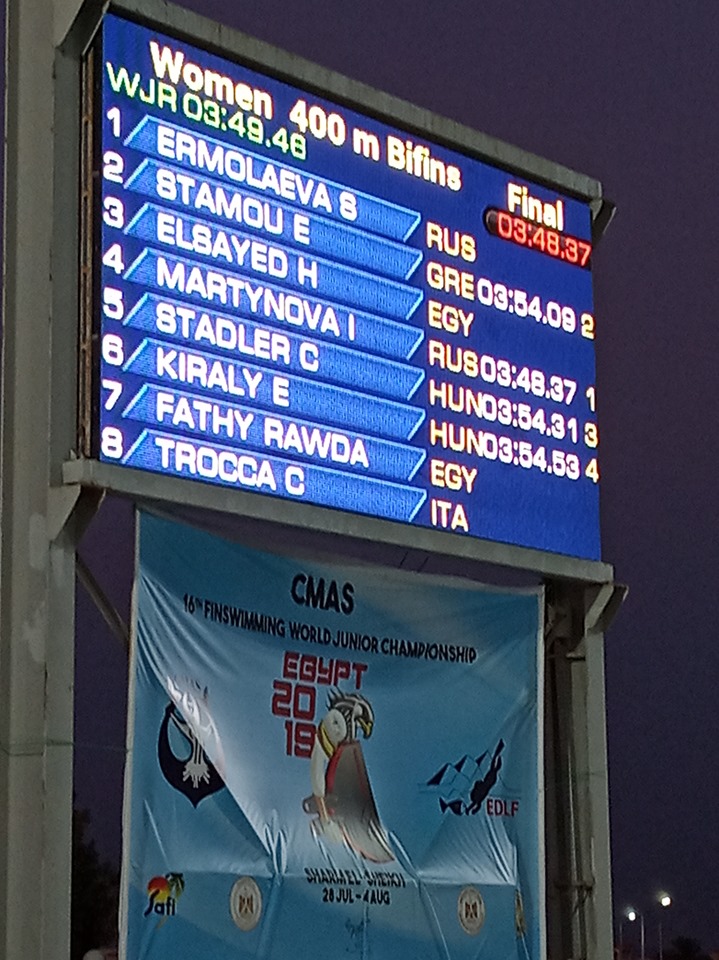 Women 400 m Bifins Final
WJR 03:49.46 03:48.37
1 ERMOLAEVA S RUS
2 STAMOU E GRE 03:54.09 2
3 ELSAYED H EGY
4 MARTYNOVA I RUS 03:48.37 1
5 STADLER C HUN 03:54.31 3
6 KIRALY E HUN 03:54.53 4
7 FATHY RAWDA EGY
8 TROCCA C ITA
CMAS
16TH FINSWIMMING WORLD JUNIOR CHAMPIONSHIP
EGYPT
20
19
EDLF
SHARM EL-SHEIKH
28 JUL - 4 AUG
Safi